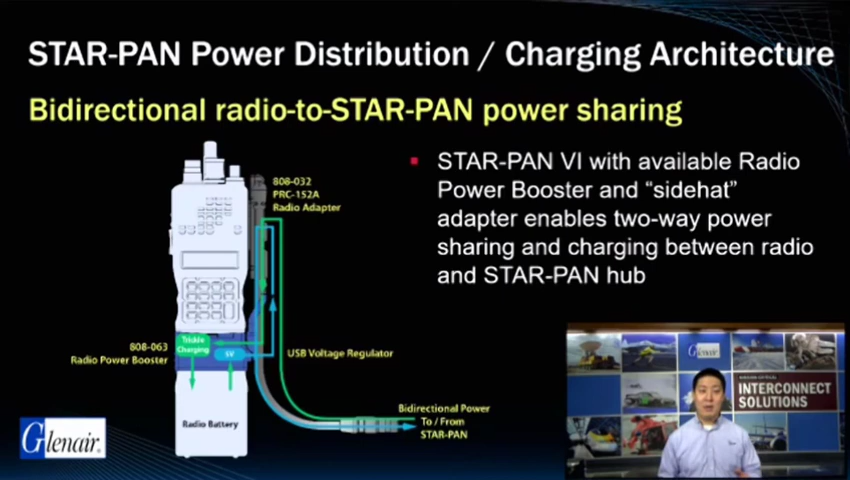 STAR-PAN Power Distribution / Charging Architecture
Bidirectional radio-to-STAR-PAN power sharing
▪ STAR-PAN VI with available Radio
Power Booster and “sidehat”
adapter enables two-way power
sharing and charging between radio
and STAR-PAN hub
808-032
PRC-152A
Radio Adapter
808-063
Radio Power Booster
Trickle
Charging
5V
USB Voltage Regulator
Radio Battery
Bidirectional Power
To / From
STAR-PAN
Glenair®
Glenair
INTERCONNECT
SOLUTIONS